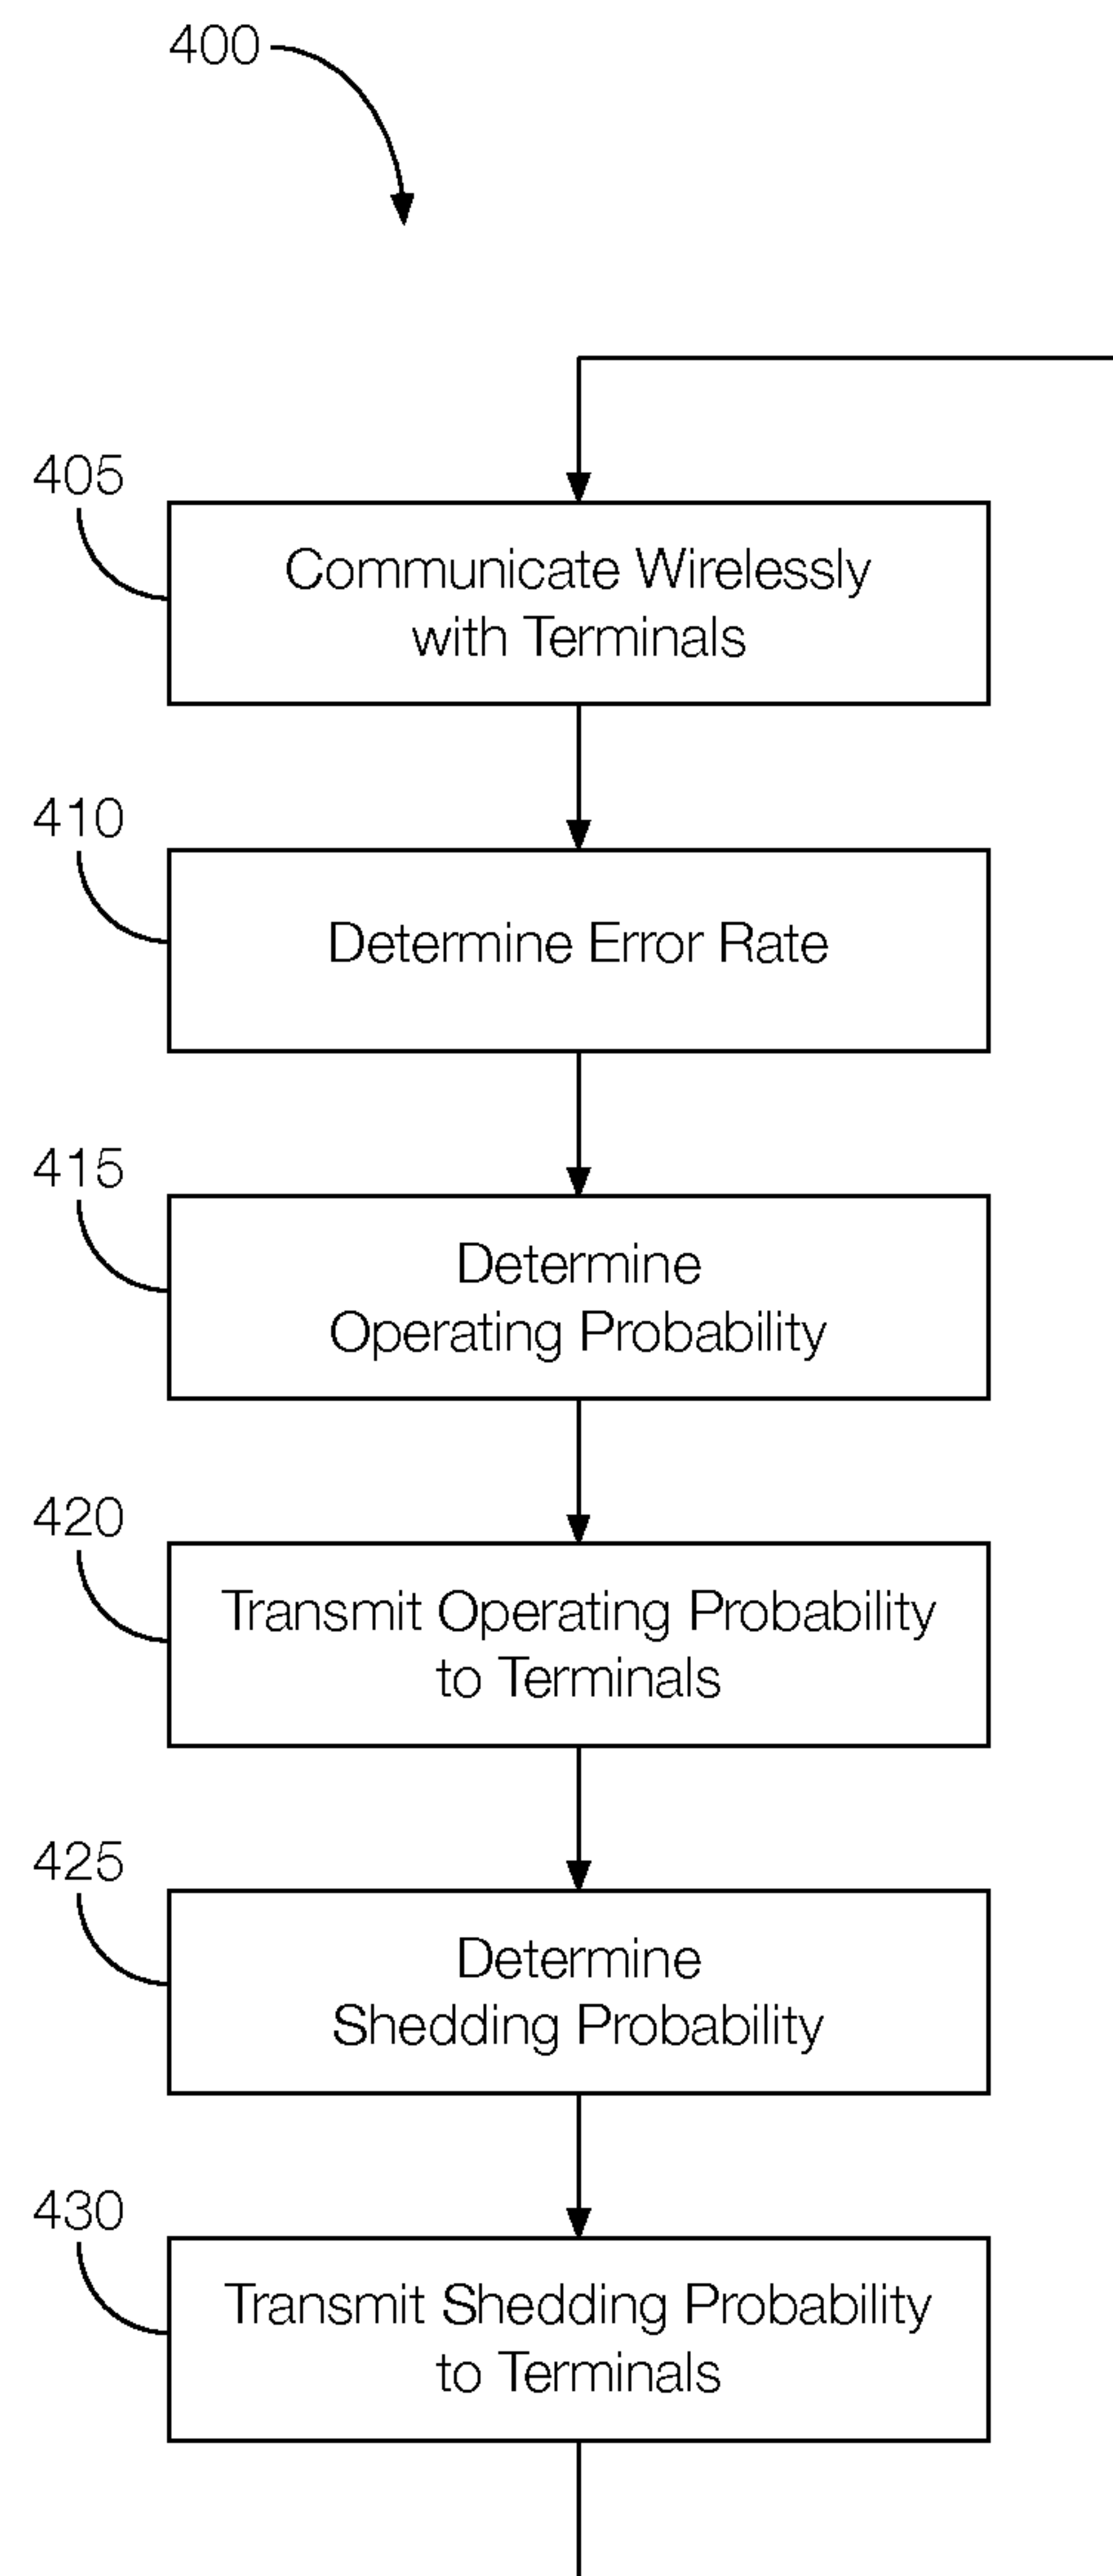 400
405
Communicate Wirelessly
with Terminals
410
Determine Error Rate
415
Determine
Operating Probability
420
Transmit Operating Probability
to Terminals
425
Determine
Shedding Probability
430
Transmit Shedding Probability
to Terminals